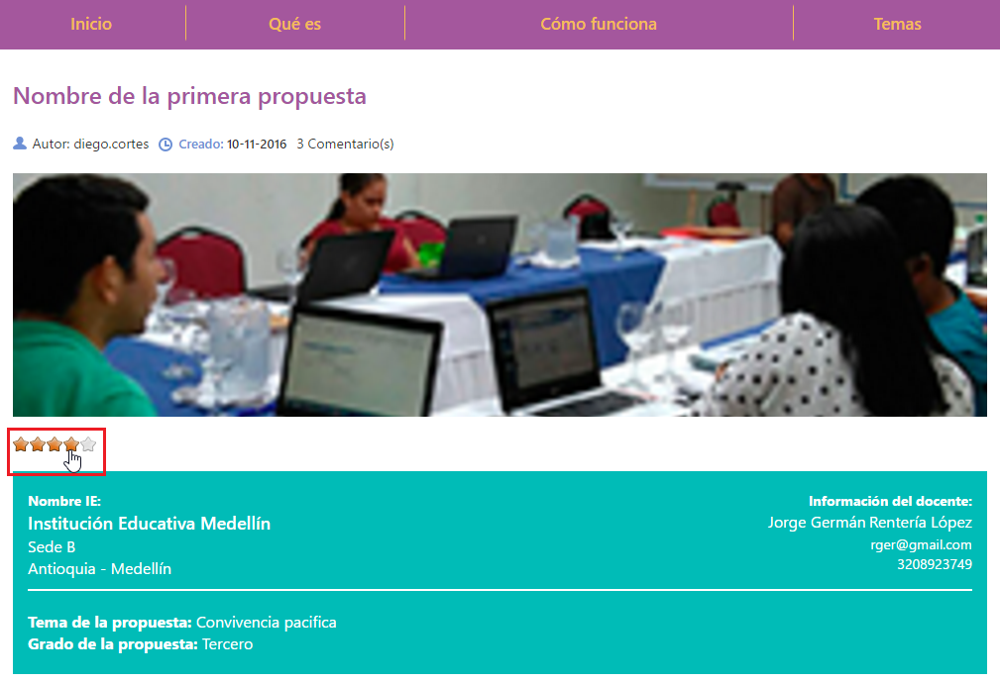 Inicio
Qué es
Cómo funciona
Temas
Nombre de la primera propuesta
Autor: diego.cortes Creado: 10-11-2016 3 Comentario(s)
Nombre IE:
Institución Educativa Medellín
Sede B
Antioquia - Medellín
Información del docente:
Jorge Germán Rentería López
rger@gmail.com
3208923749
Tema de la propuesta: Convivencia pacifica
Grado de la propuesta: Tercero